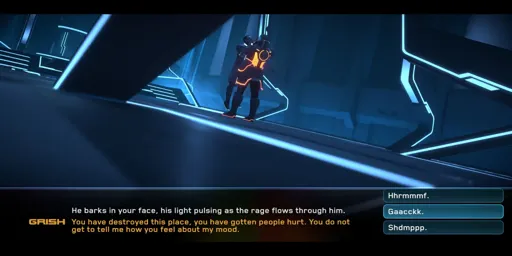 He barks in your face, his light pulsing as the rage flows through him.
GRISH
You have destroyed this place, you have gotten people hurt. You do not
get to tell me how you feel about my mood.
Hhrmmmf.
Gaacckk.
Shdmppp.